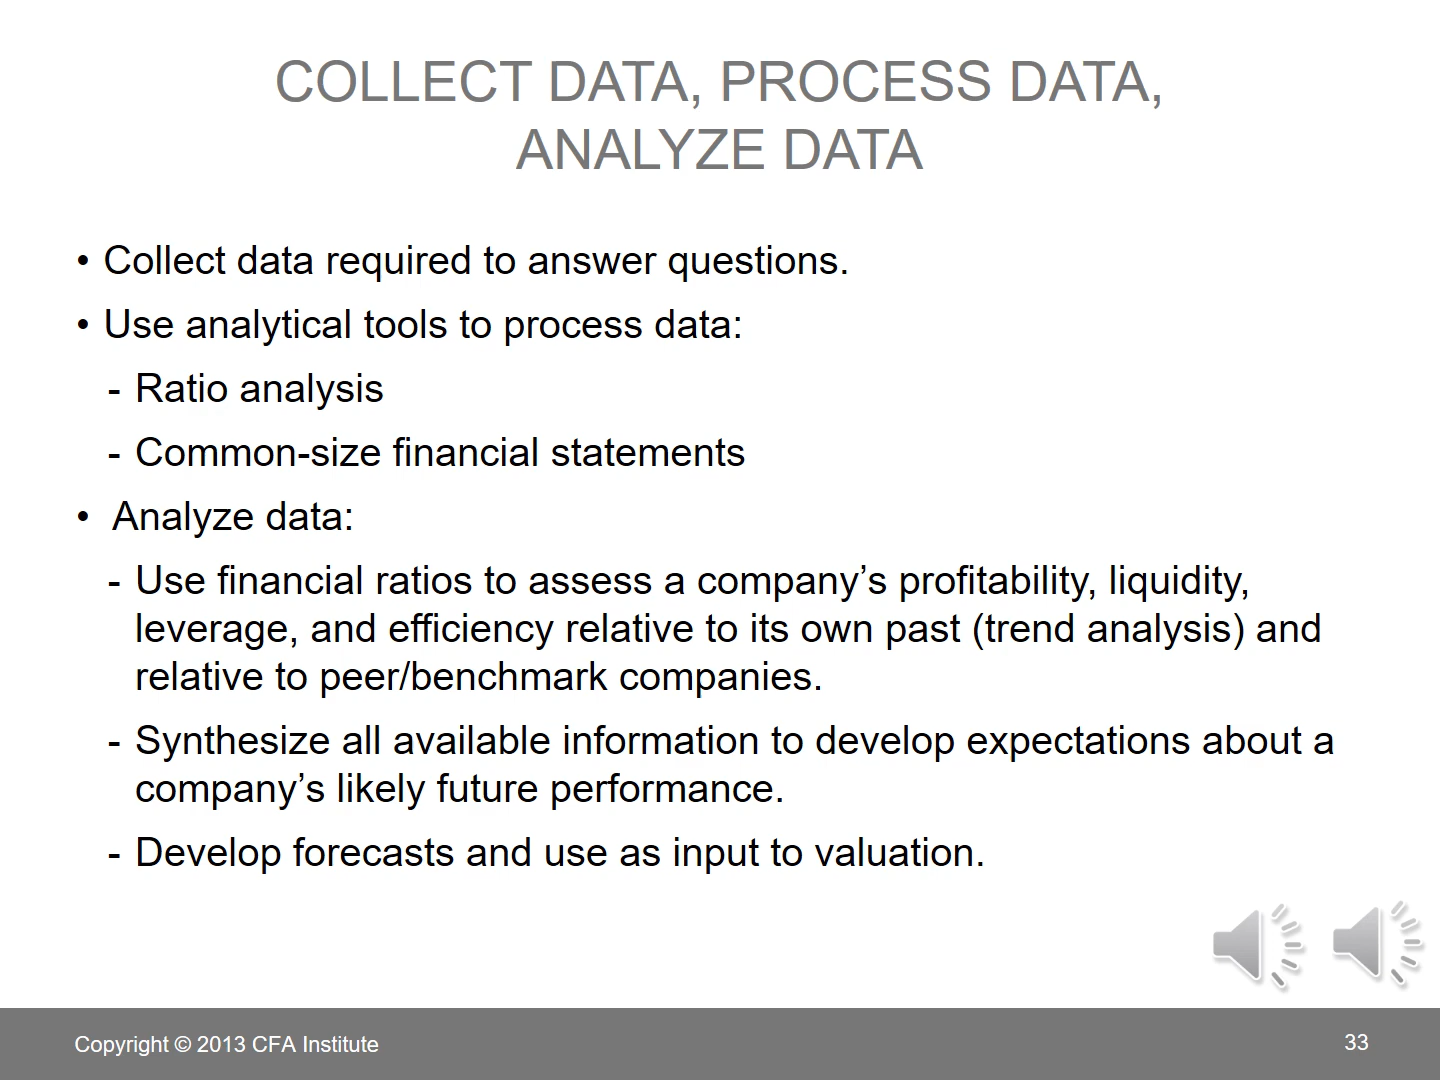 COLLECT DATA, PROCESS DATA,
ANALYZE DATA
• Collect data required to answer questions.
• Use analytical tools to process data:
- Ratio analysis
- Common-size financial statements
• Analyze data:
- Use financial ratios to assess a company’s profitability, liquidity,
leverage, and efficiency relative to its own past (trend analysis) and
relative to peer/benchmark companies.
- Synthesize all available information to develop expectations about a
company’s likely future performance.
- Develop forecasts and use as input to valuation.
Copyright © 2013 CFA Institute
33